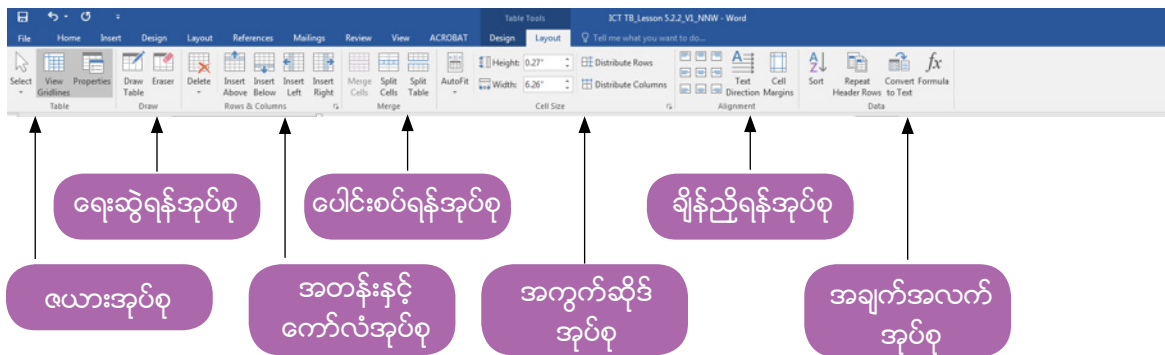 Table Tools
ICT TB_Lesson 5.2.2_V1_NNW - Word
File Home Insert Design Layout References Mailings Review View ACROBAT Design Layout Tell me what you want to do...
Select View Gridlines Properties Draw Table Eraser Delete Insert Above Insert Below Insert Left Insert Right Merge Cells Split Cells Split Table AutoFit Height: 0.27" Distribute Rows Text Direction Cell Margins Sort Repeat Header Rows Convert to Text Formula
Width: 6.26" Distribute Columns
Table Draw Rows & Columns Merge Cell Size Alignment Data
ရေးဆွဲရန်အုပ်စု
ပေါင်းစပ်ရန်အုပ်စု
ချိန်ညှိရန်အုပ်စု
ဇယားအုပ်စု
အတန်းနှင့်
ကော်လံအုပ်စု
အကွက်ဆိုဒ်
အုပ်စု
အချက်အလက်
အုပ်စု